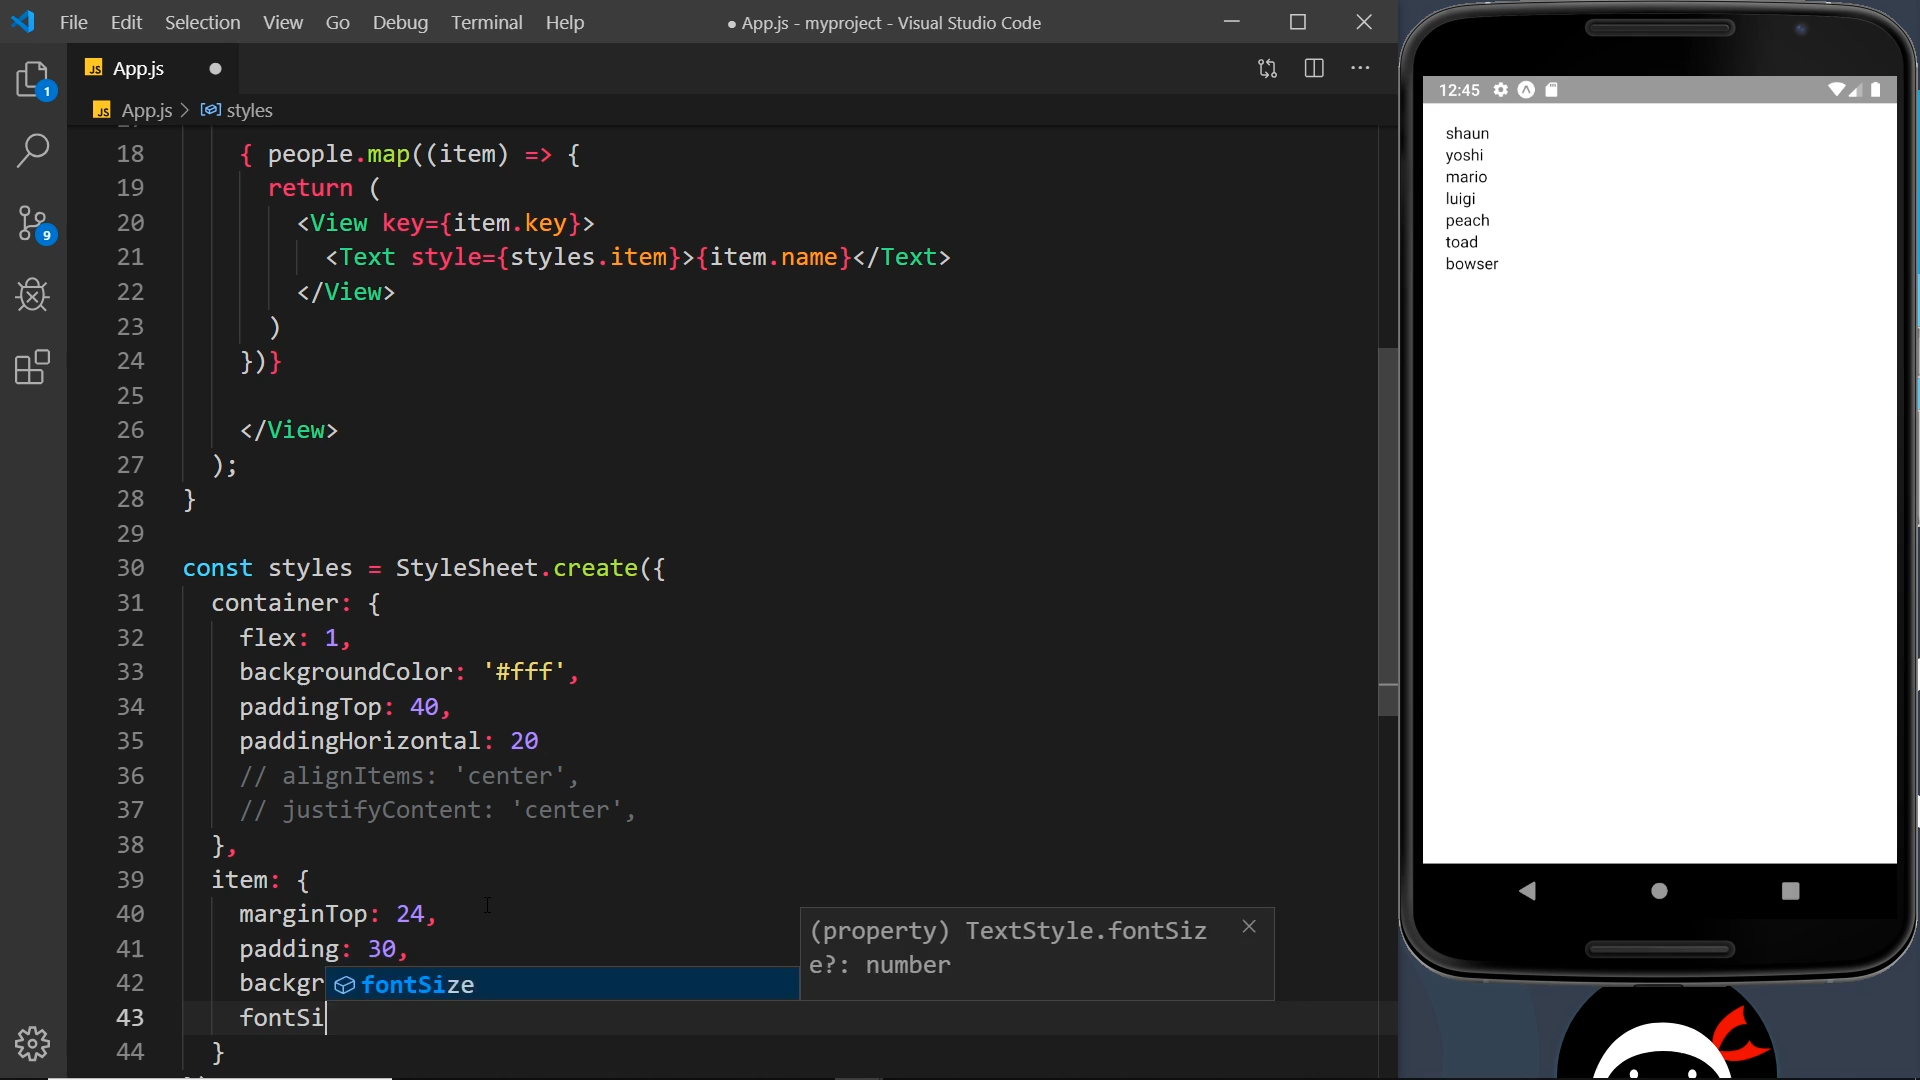 File Edit Selection View Go Debug Terminal Help
● App.js - myproject - Visual Studio Code
JS App.js ●
JS App.js > styles
1
9
18 { people.map((item) => {
19 return (
20 <View key={item.key}>
21 <Text style={styles.item}>{item.name}</Text>
22 </View>
23 )
24 })}
25
26 </View>
27 );
28 }
29
30 const styles = StyleSheet.create({
31 container: {
32 flex: 1,
33 backgroundColor: '#fff',
34 paddingTop: 40,
35 paddingHorizontal: 20
36 // alignItems: 'center',
37 // justifyContent: 'center',
38 },
39 item: {
40 marginTop: 24,
41 padding: 30,
42 backgr
fontSize
(property) TextStyle.fontSiz
e?: number
43 fontSi
44 }
12:45
shaun
yoshi
mario
luigi
peach
toad
bowser